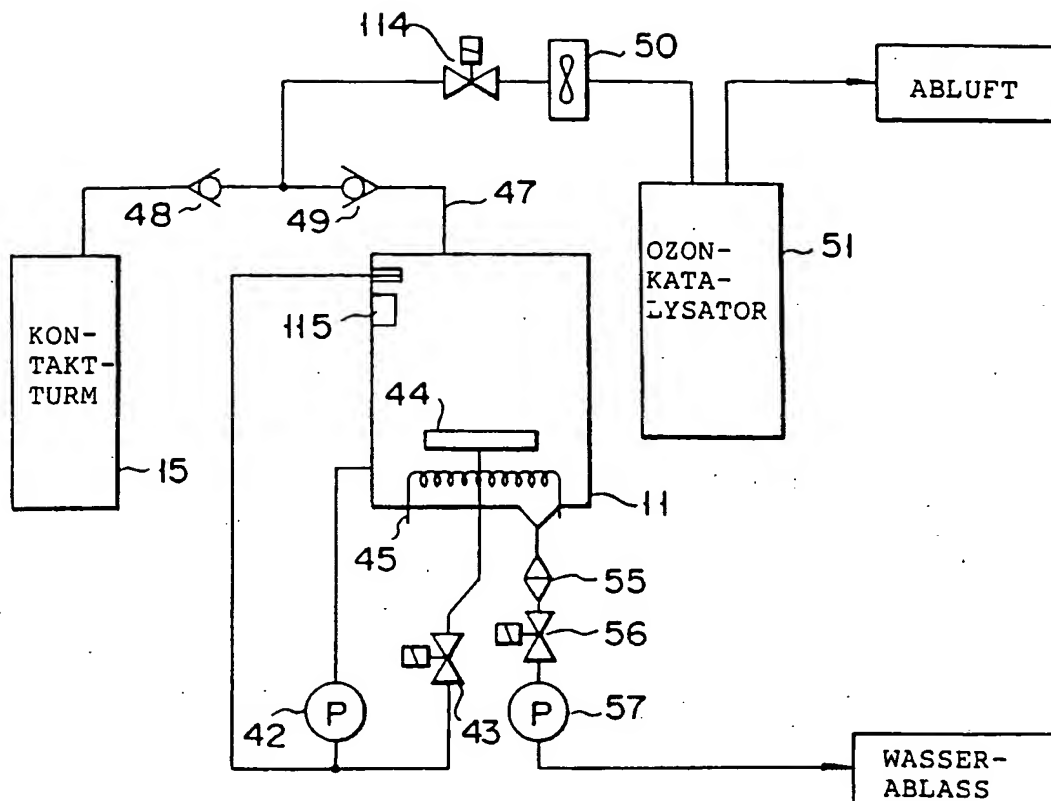 114
50
ABLUFT
48
49
47
51
KON-
TAKT-
TURM
115
OZON-
KATA-
LYSATOR
44
15
11
45
55
56
42
P
43
P
57
WASSER-
ABLASS